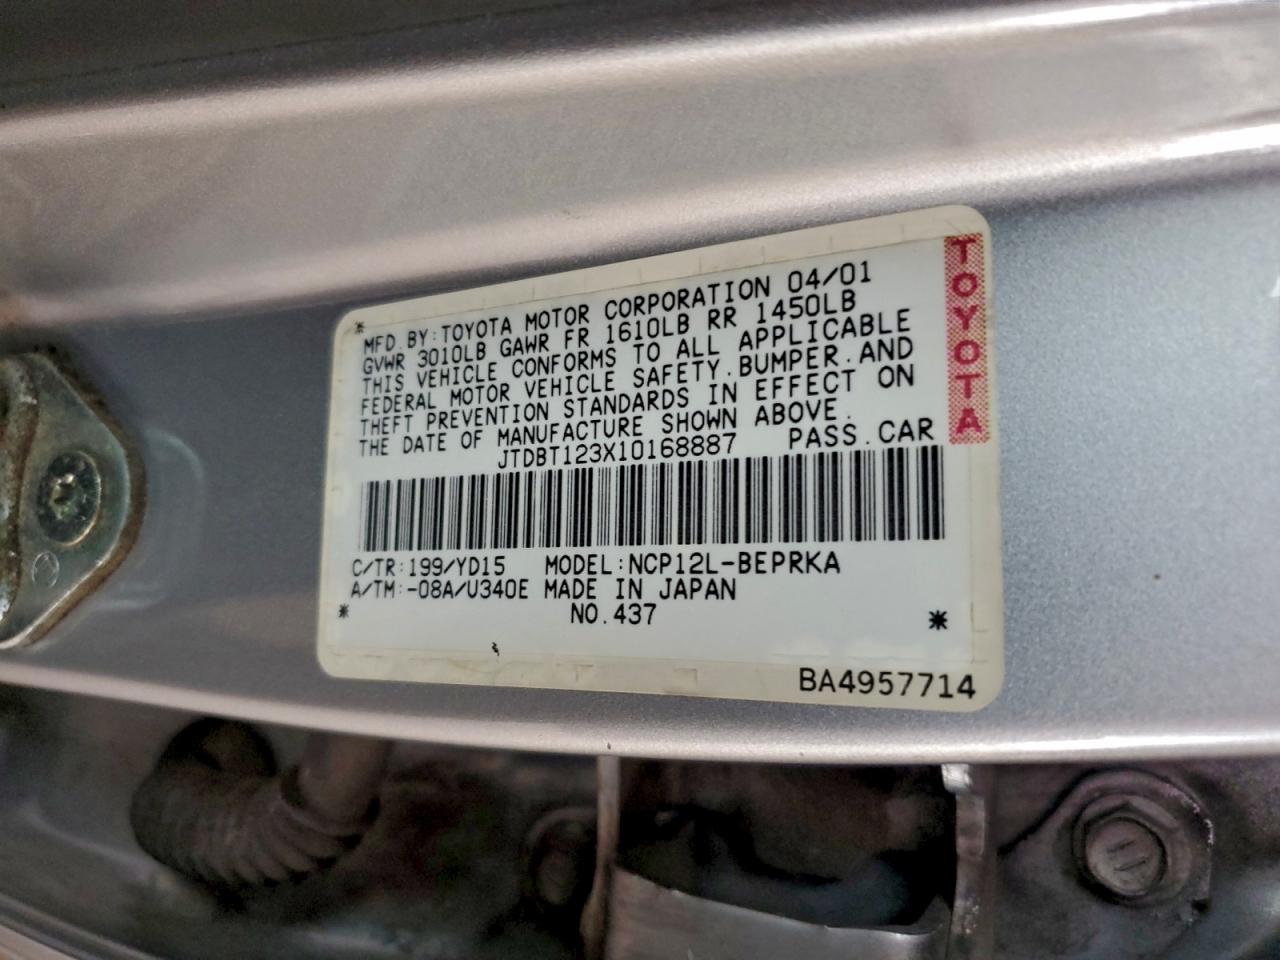 MFD.BY:TOYOTA MOTOR CORPORATION 04/01
GVWR 3010LB GAWR FR 1610LB RR 1450LB
THIS VEHICLE CONFORMS TO ALL APPLICABLE
FEDERAL MOTOR VEHICLE SAFETY.BUMPER.AND
THEFT PREVENTION STANDARDS IN EFFECT ON
THE DATE OF MANUFACTURE SHOWN ABOVE.
JTDBT123X10168887 PASS.CAR
C/TR:199/YD15 MODEL:NCP12L-BEPRKA
A/TM:-08A/U340E MADE IN JAPAN
NO.437
BA4957714
TOYOTA